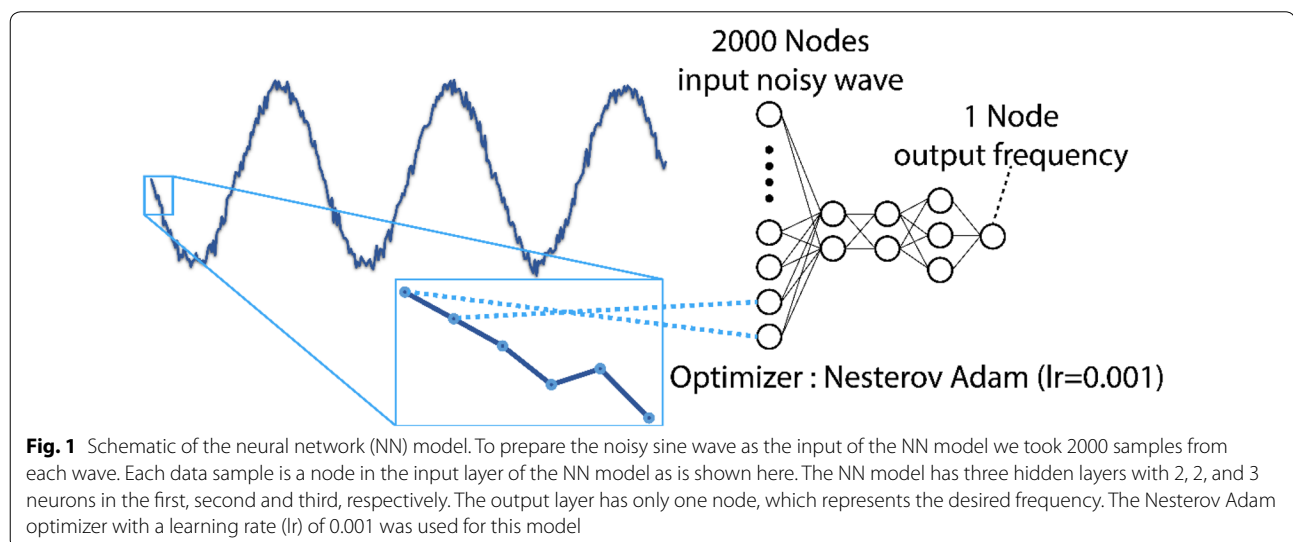 2000 Nodes
input noisy wave
1 Node
output frequency
Optimizer : Nesterov Adam (lr=0.001)
Fig. 1 Schematic of the neural network (NN) model. To prepare the noisy sine wave as the input of the NN model we took 2000 samples from
each wave. Each data sample is a node in the input layer of the NN model as is shown here. The NN model has three hidden layers with 2, 2, and 3
neurons in the first, second and third, respectively. The output layer has only one node, which represents the desired frequency. The Nesterov Adam
optimizer with a learning rate (lr) of 0.001 was used for this model